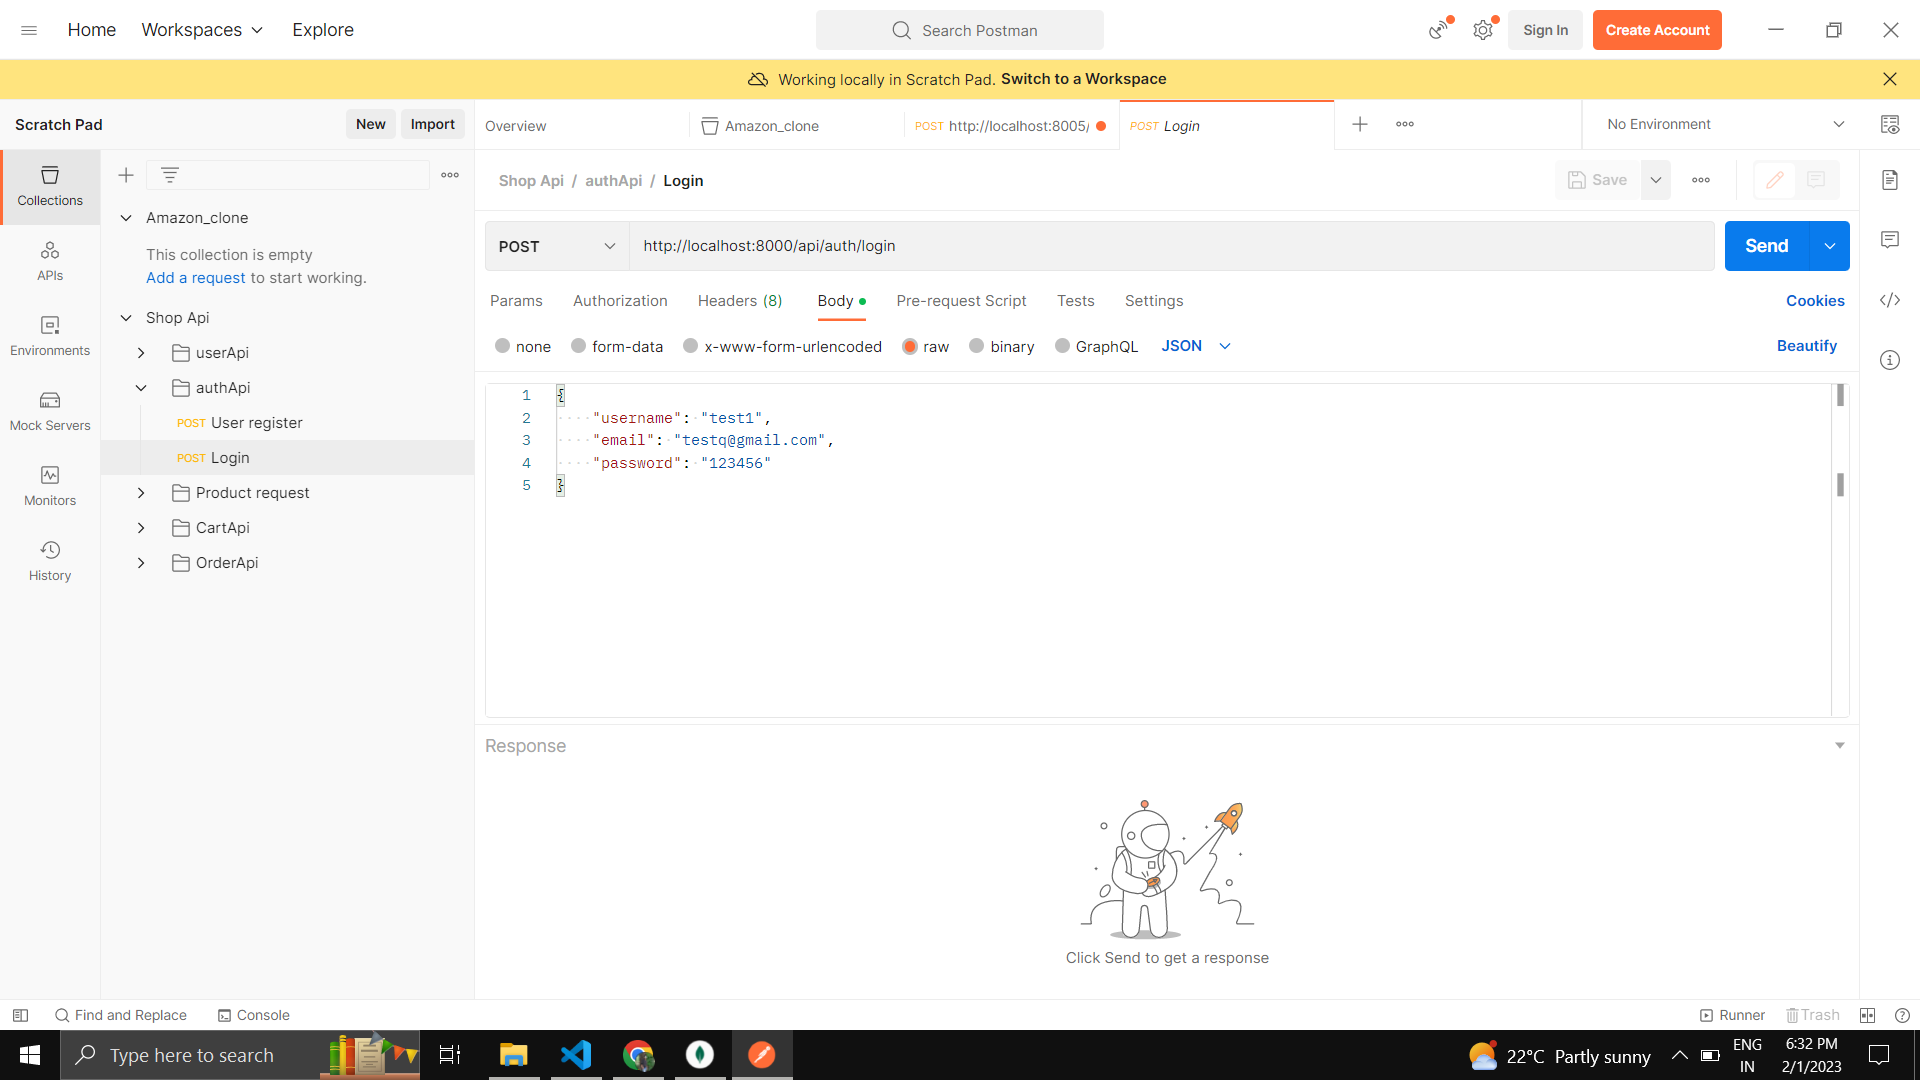 Home
Workspaces
Explore
Search Postman
Sign In
Create Account
Working locally in Scratch Pad. Switch to a Workspace
Scratch Pad
New
Import
Overview
Amazon_clone
POST http://localhost:8005/
POST Login
No Environment
Collections
APIs
Environments
Mock Servers
Monitors
History
Amazon_clone
This collection is empty
Add a request to start working.
Shop Api
userApi
authApi
POST User register
POST Login
Product request
CartApi
OrderApi
Shop Api / authApi / Login
Save
POST
http://localhost:8000/api/auth/login
Send
Params
Authorization
Headers (8)
Body
Pre-request Script
Tests
Settings
Cookies
none
form-data
x-www-form-urlencoded
raw
binary
GraphQL
JSON
Beautify
1 {
2 "username": "test1",
3 "email": "testq@gmail.com",
4 "password": "123456"
5 }
Response
Click Send to get a response
Find and Replace
Console
Runner
Trash
Type here to search
22°C Partly sunny
ENG
IN
6:32 PM
2/1/2023